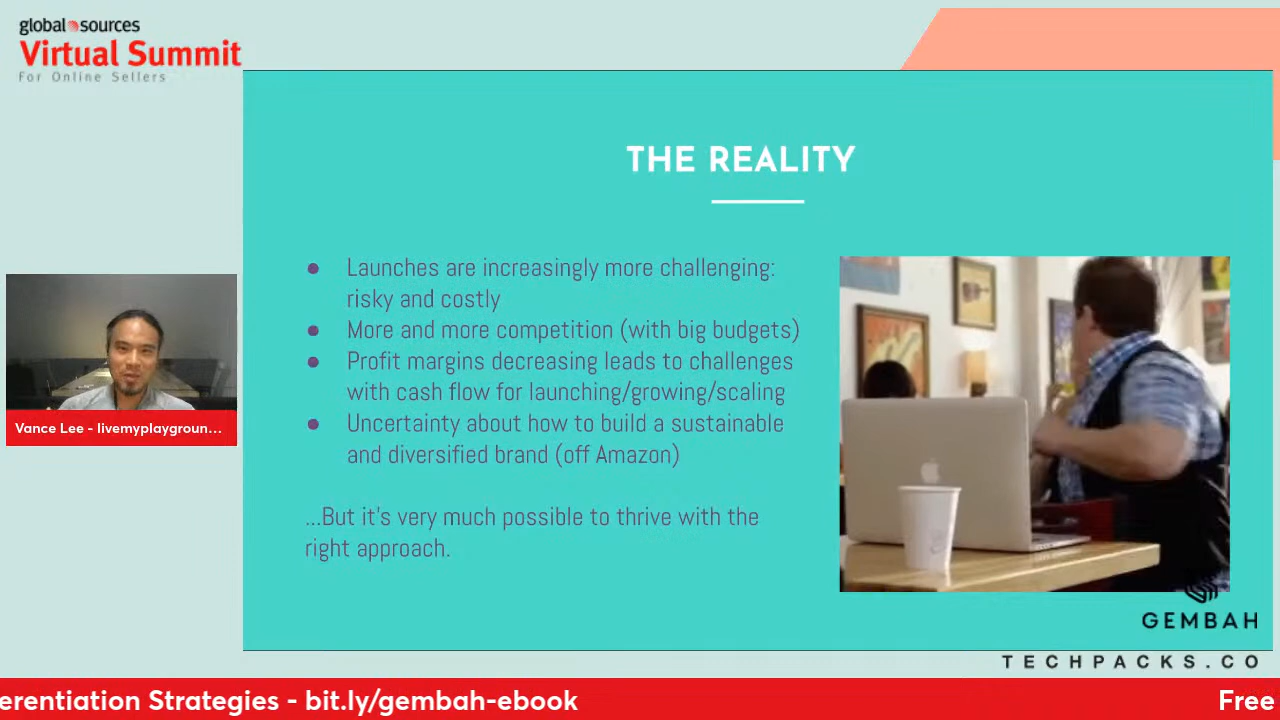 global sources
Virtual Summit
For Online Sellers
THE REALITY
● Launches are increasingly more challenging:
risky and costly
● More and more competition (with big budgets)
● Profit margins decreasing leads to challenges
with cash flow for launching/growing/scaling
● Uncertainty about how to build a sustainable
and diversified brand (off Amazon)
...But it's very much possible to thrive with the
right approach.
Vance Lee - livemyplaygroun...
GEMBAH
TECHPACKS.CO
erentiation Strategies - bit.ly/gembah-ebook
Free